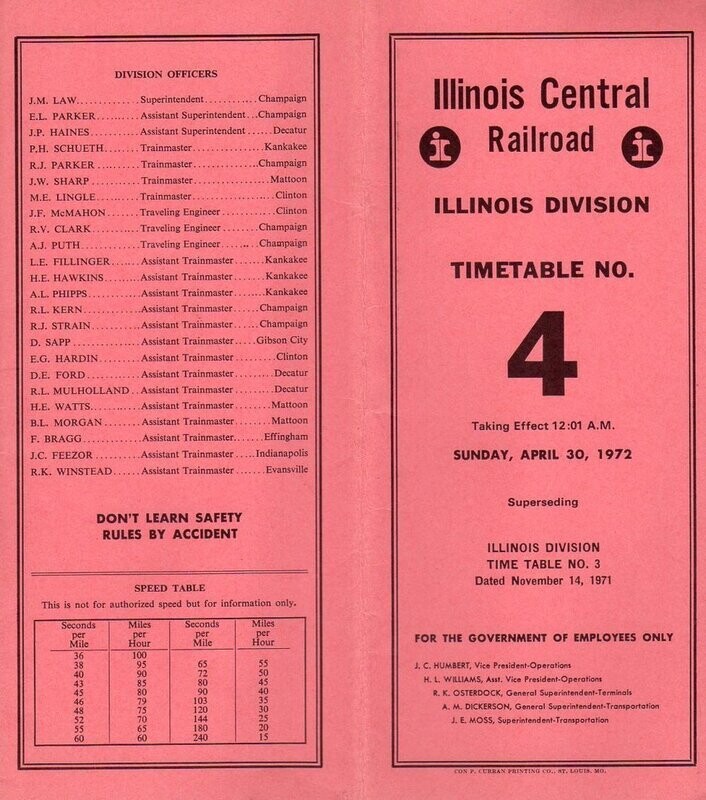 DIVISION OFFICERS
J.M. LAW.............Superintendent.............Champaign
E.L. PARKER..........Assistant Superintendent...Champaign
J.P. HAINES..........Assistant Superintendent......Decatur
P.H. SCHUETH.........Trainmaster................Kankakee
R.J. PARKER..........Trainmaster................Champaign
J.W. SHARP...........Trainmaster................Mattoon
M.E. LINGLE..........Trainmaster................Clinton
J.F. McMAHON.......Traveling Engineer........Clinton
R.V. CLARK...........Traveling Engineer........Champaign
A.J. PUTH............Traveling Engineer........Champaign
L.E. FILLINGER.......Assistant Trainmaster......Kankakee
H.E. HAWKINS.......Assistant Trainmaster......Kankakee
A.L. PHIPPS..........Assistant Trainmaster......Kankakee
R.L. KERN............Assistant Trainmaster......Champaign
R.J. STRAIN..........Assistant Trainmaster......Champaign
D. SAPP..............Assistant Trainmaster.....Gibson City
E.G. HARDIN..........Assistant Trainmaster........Clinton
D.E. FORD............Assistant Trainmaster........Decatur
R.L. MULHOLLAND..Assistant Trainmaster........Decatur
H.E. WATTS...........Assistant Trainmaster........Mattoon
B.L. MORGAN........Assistant Trainmaster........Mattoon
F. BRAGG.............Assistant Trainmaster.......Effingham
J.C. FEEZOR..........Assistant Trainmaster.....Indianapolis
R.K. WINSTEAD......Assistant Trainmaster.......Evansville
DON'T LEARN SAFETY
RULES BY ACCIDENT
SPEED TABLE
This is not for authorized speed but for information only.
Seconds Miles Seconds Miles
per per per per
Mile Hour Mile Hour
36 100
38 95 65 55
40 90 72 50
43 85 80 45
45 80 90 40
46 79 103 35
48 75 120 30
52 70 144 25
55 65 180 20
60 60 240 15
Illinois Central
Railroad
ic ic
ILLINOIS DIVISION
TIMETABLE NO.
4
Taking Effect 12:01 A.M.
SUNDAY, APRIL 30, 1972
Superseding
ILLINOIS DIVISION
TIME TABLE NO. 3
Dated November 14, 1971
FOR THE GOVERNMENT OF EMPLOYEES ONLY
J. C. HUMBERT, Vice President-Operations
H. L. WILLIAMS, Asst. Vice President-Operations
R. K. OSTERDOCK, General Superintendent-Terminals
A. M. DICKERSON, General Superintendent-Transportation
J. E. MOSS, Superintendent-Transportation
CON P. CURRAN PRINTING CO., ST. LOUIS, MO.